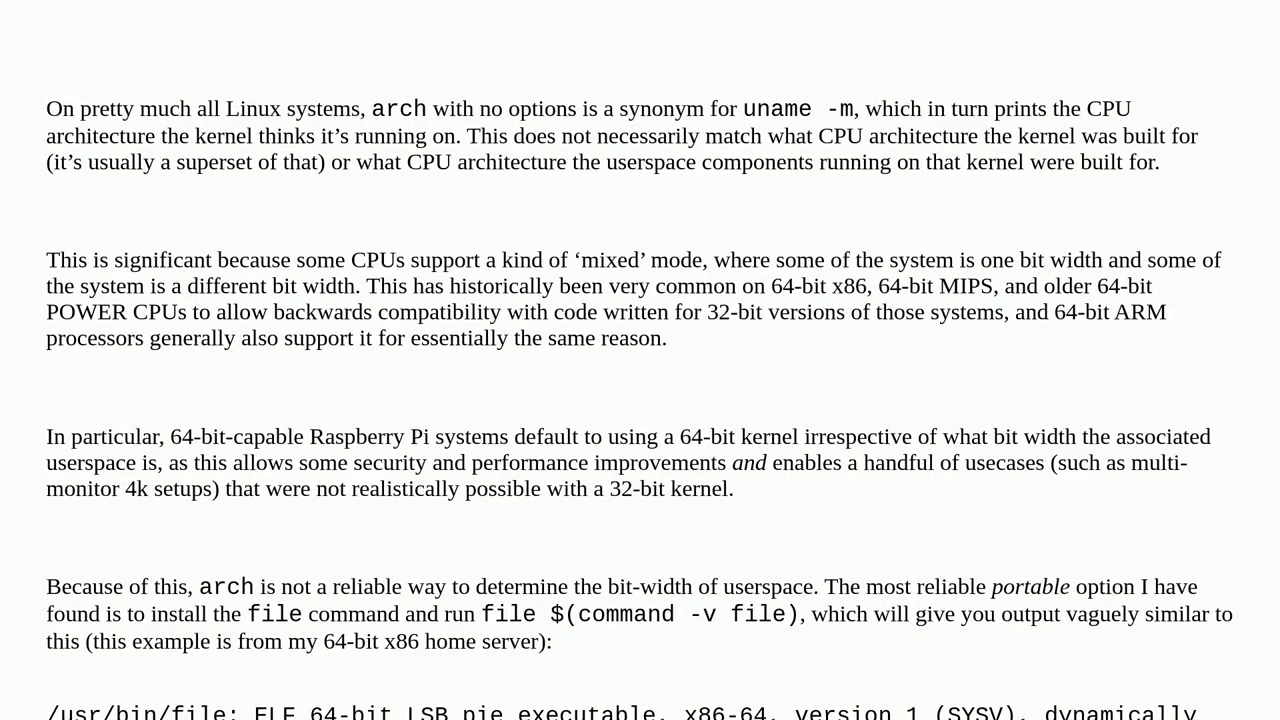 On pretty much all Linux systems, arch with no options is a synonym for uname -m, which in turn prints the CPU
architecture the kernel thinks it’s running on. This does not necessarily match what CPU architecture the kernel was built for
(it’s usually a superset of that) or what CPU architecture the userspace components running on that kernel were built for.
This is significant because some CPUs support a kind of ‘mixed’ mode, where some of the system is one bit width and some of
the system is a different bit width. This has historically been very common on 64-bit x86, 64-bit MIPS, and older 64-bit
POWER CPUs to allow backwards compatibility with code written for 32-bit versions of those systems, and 64-bit ARM
processors generally also support it for essentially the same reason.
In particular, 64-bit-capable Raspberry Pi systems default to using a 64-bit kernel irrespective of what bit width the associated
userspace is, as this allows some security and performance improvements and enables a handful of usecases (such as multi-
monitor 4k setups) that were not realistically possible with a 32-bit kernel.
Because of this, arch is not a reliable way to determine the bit-width of userspace. The most reliable portable option I have
found is to install the file command and run file $(command -v file), which will give you output vaguely similar to
this (this example is from my 64-bit x86 home server):
/usr/bin/file: ELF 64-bit LSB pie executable, x86-64, version 1 (SYSV), dynamically